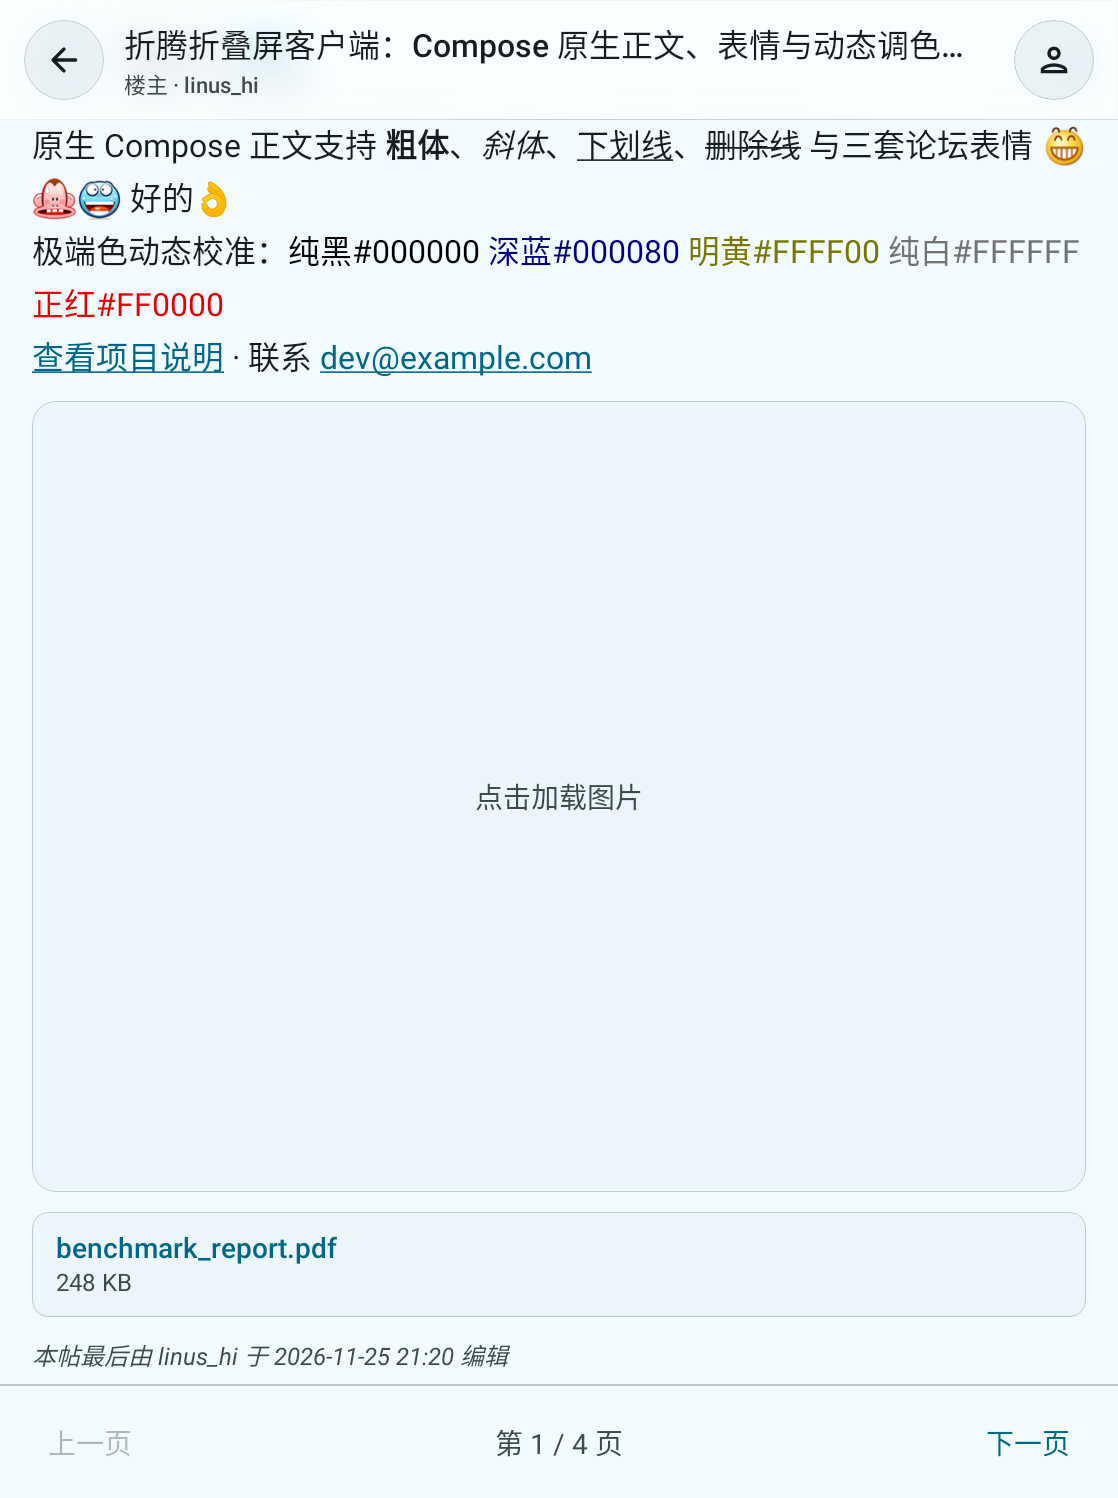 折腾折叠屏客户端：Compose 原生正文、表情与动态调色...
楼主 · linus_hi
原生 Compose 正文支持 粗体、斜体、下划线、删除线 与三套论坛表情 😁
好的👌
极端色动态校准：纯黑#000000 深蓝#000080 明黄#FFFF00 纯白#FFFFFF
正红#FF0000
查看项目说明 · 联系 dev@example.com
点击加载图片
benchmark_report.pdf
248 KB
本帖最后由 linus_hi 于 2026-11-25 21:20 编辑
上一页 第 1 / 4 页 下一页